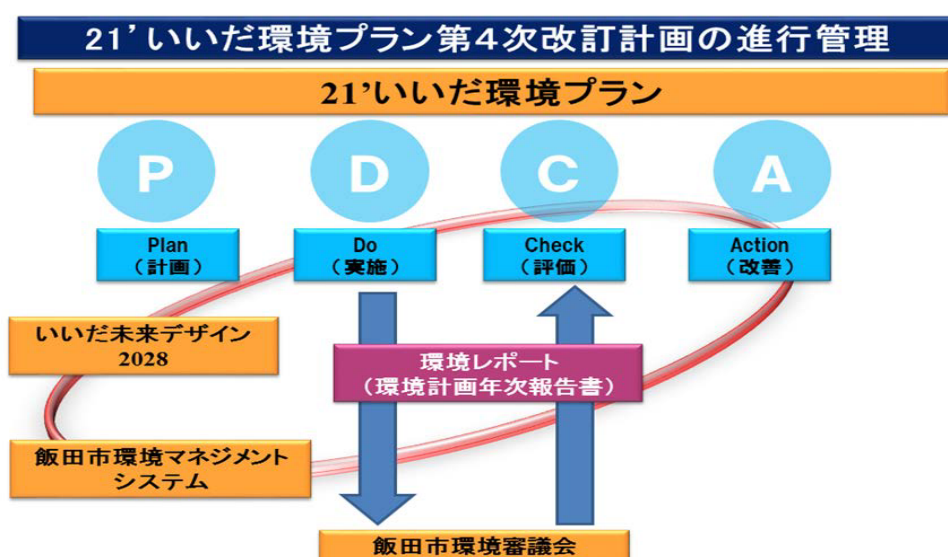 21’いいだ環境プラン第4次改訂計画の進行管理
21’いいだ環境プラン
P
D
C
A
Plan
（計画）
Do
（実施）
Check
（評価）
Action
（改善）
いいだ未来デザイン
2028
環境レポート
（環境計画年次報告書）
飯田市環境マネジメント
システム
飯田市環境審議会